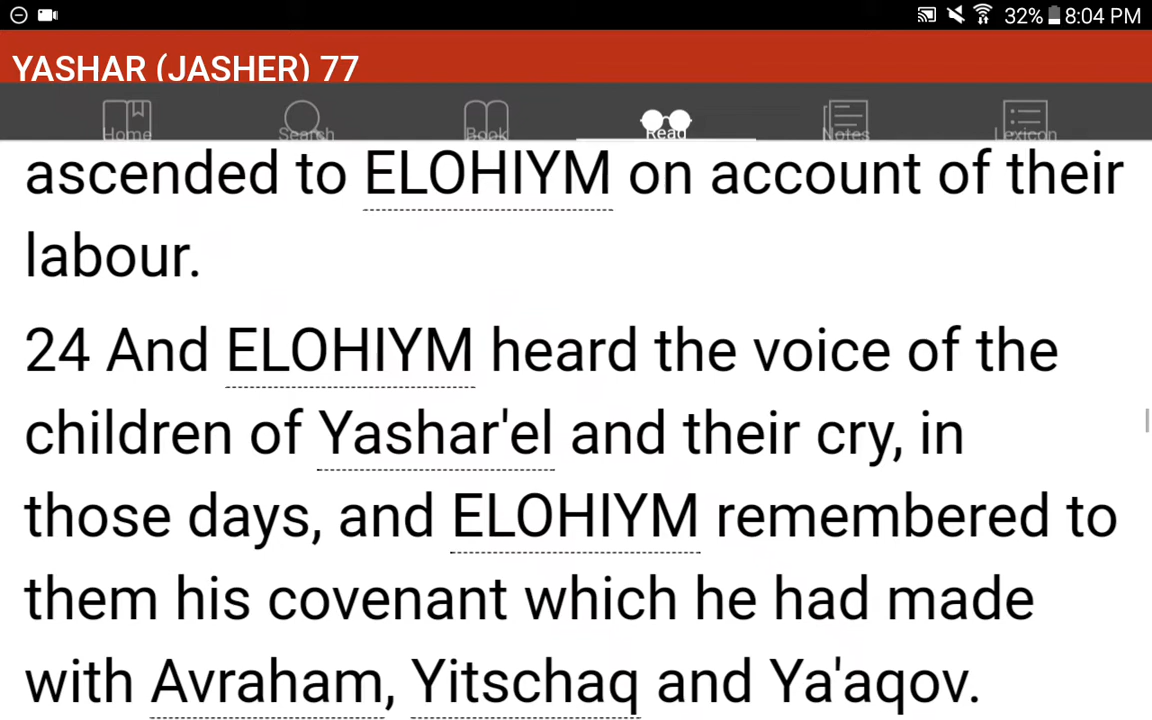 32% 8:04 PM
YASHAR (JASHER) 77
Home Search Book Read Notes Lexicon
ascended to ELOHIYM on account of their
labour.
24 And ELOHIYM heard the voice of the
children of Yashar'el and their cry, in
those days, and ELOHIYM remembered to
them his covenant which he had made
with Avraham, Yitschaq and Ya'aqov.